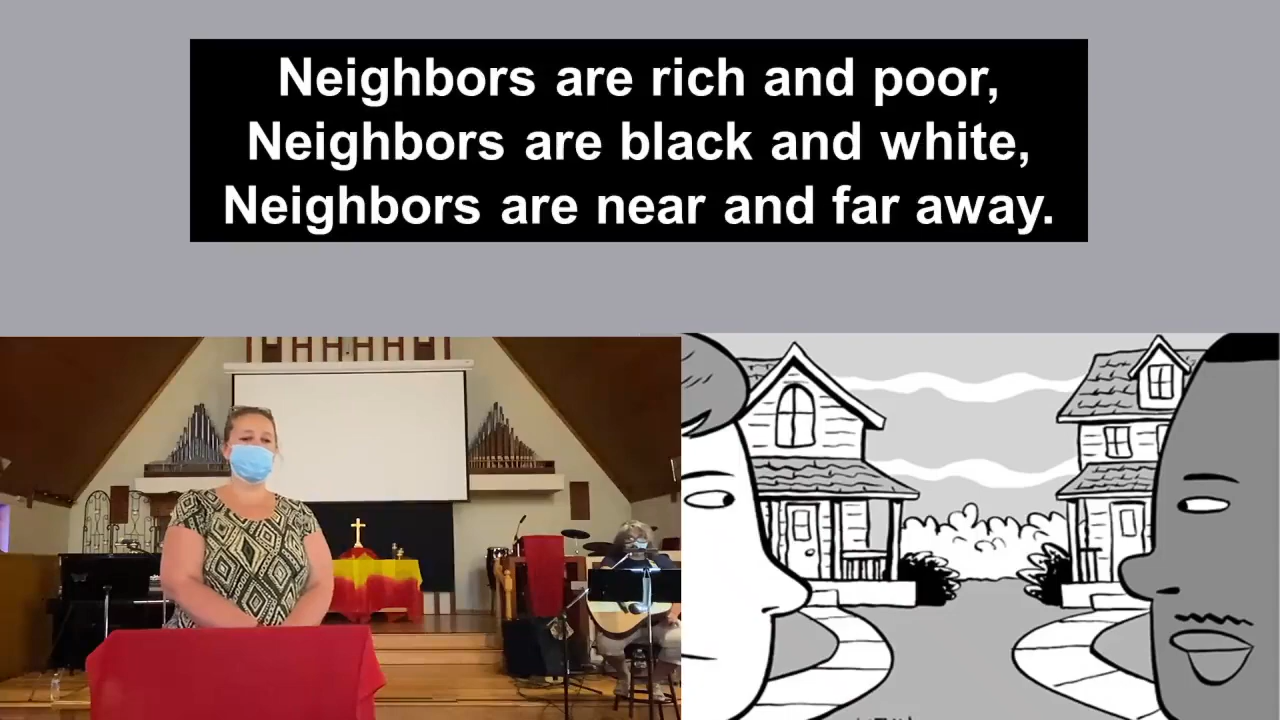 Neighbors are rich and poor,
Neighbors are black and white,
Neighbors are near and far away.